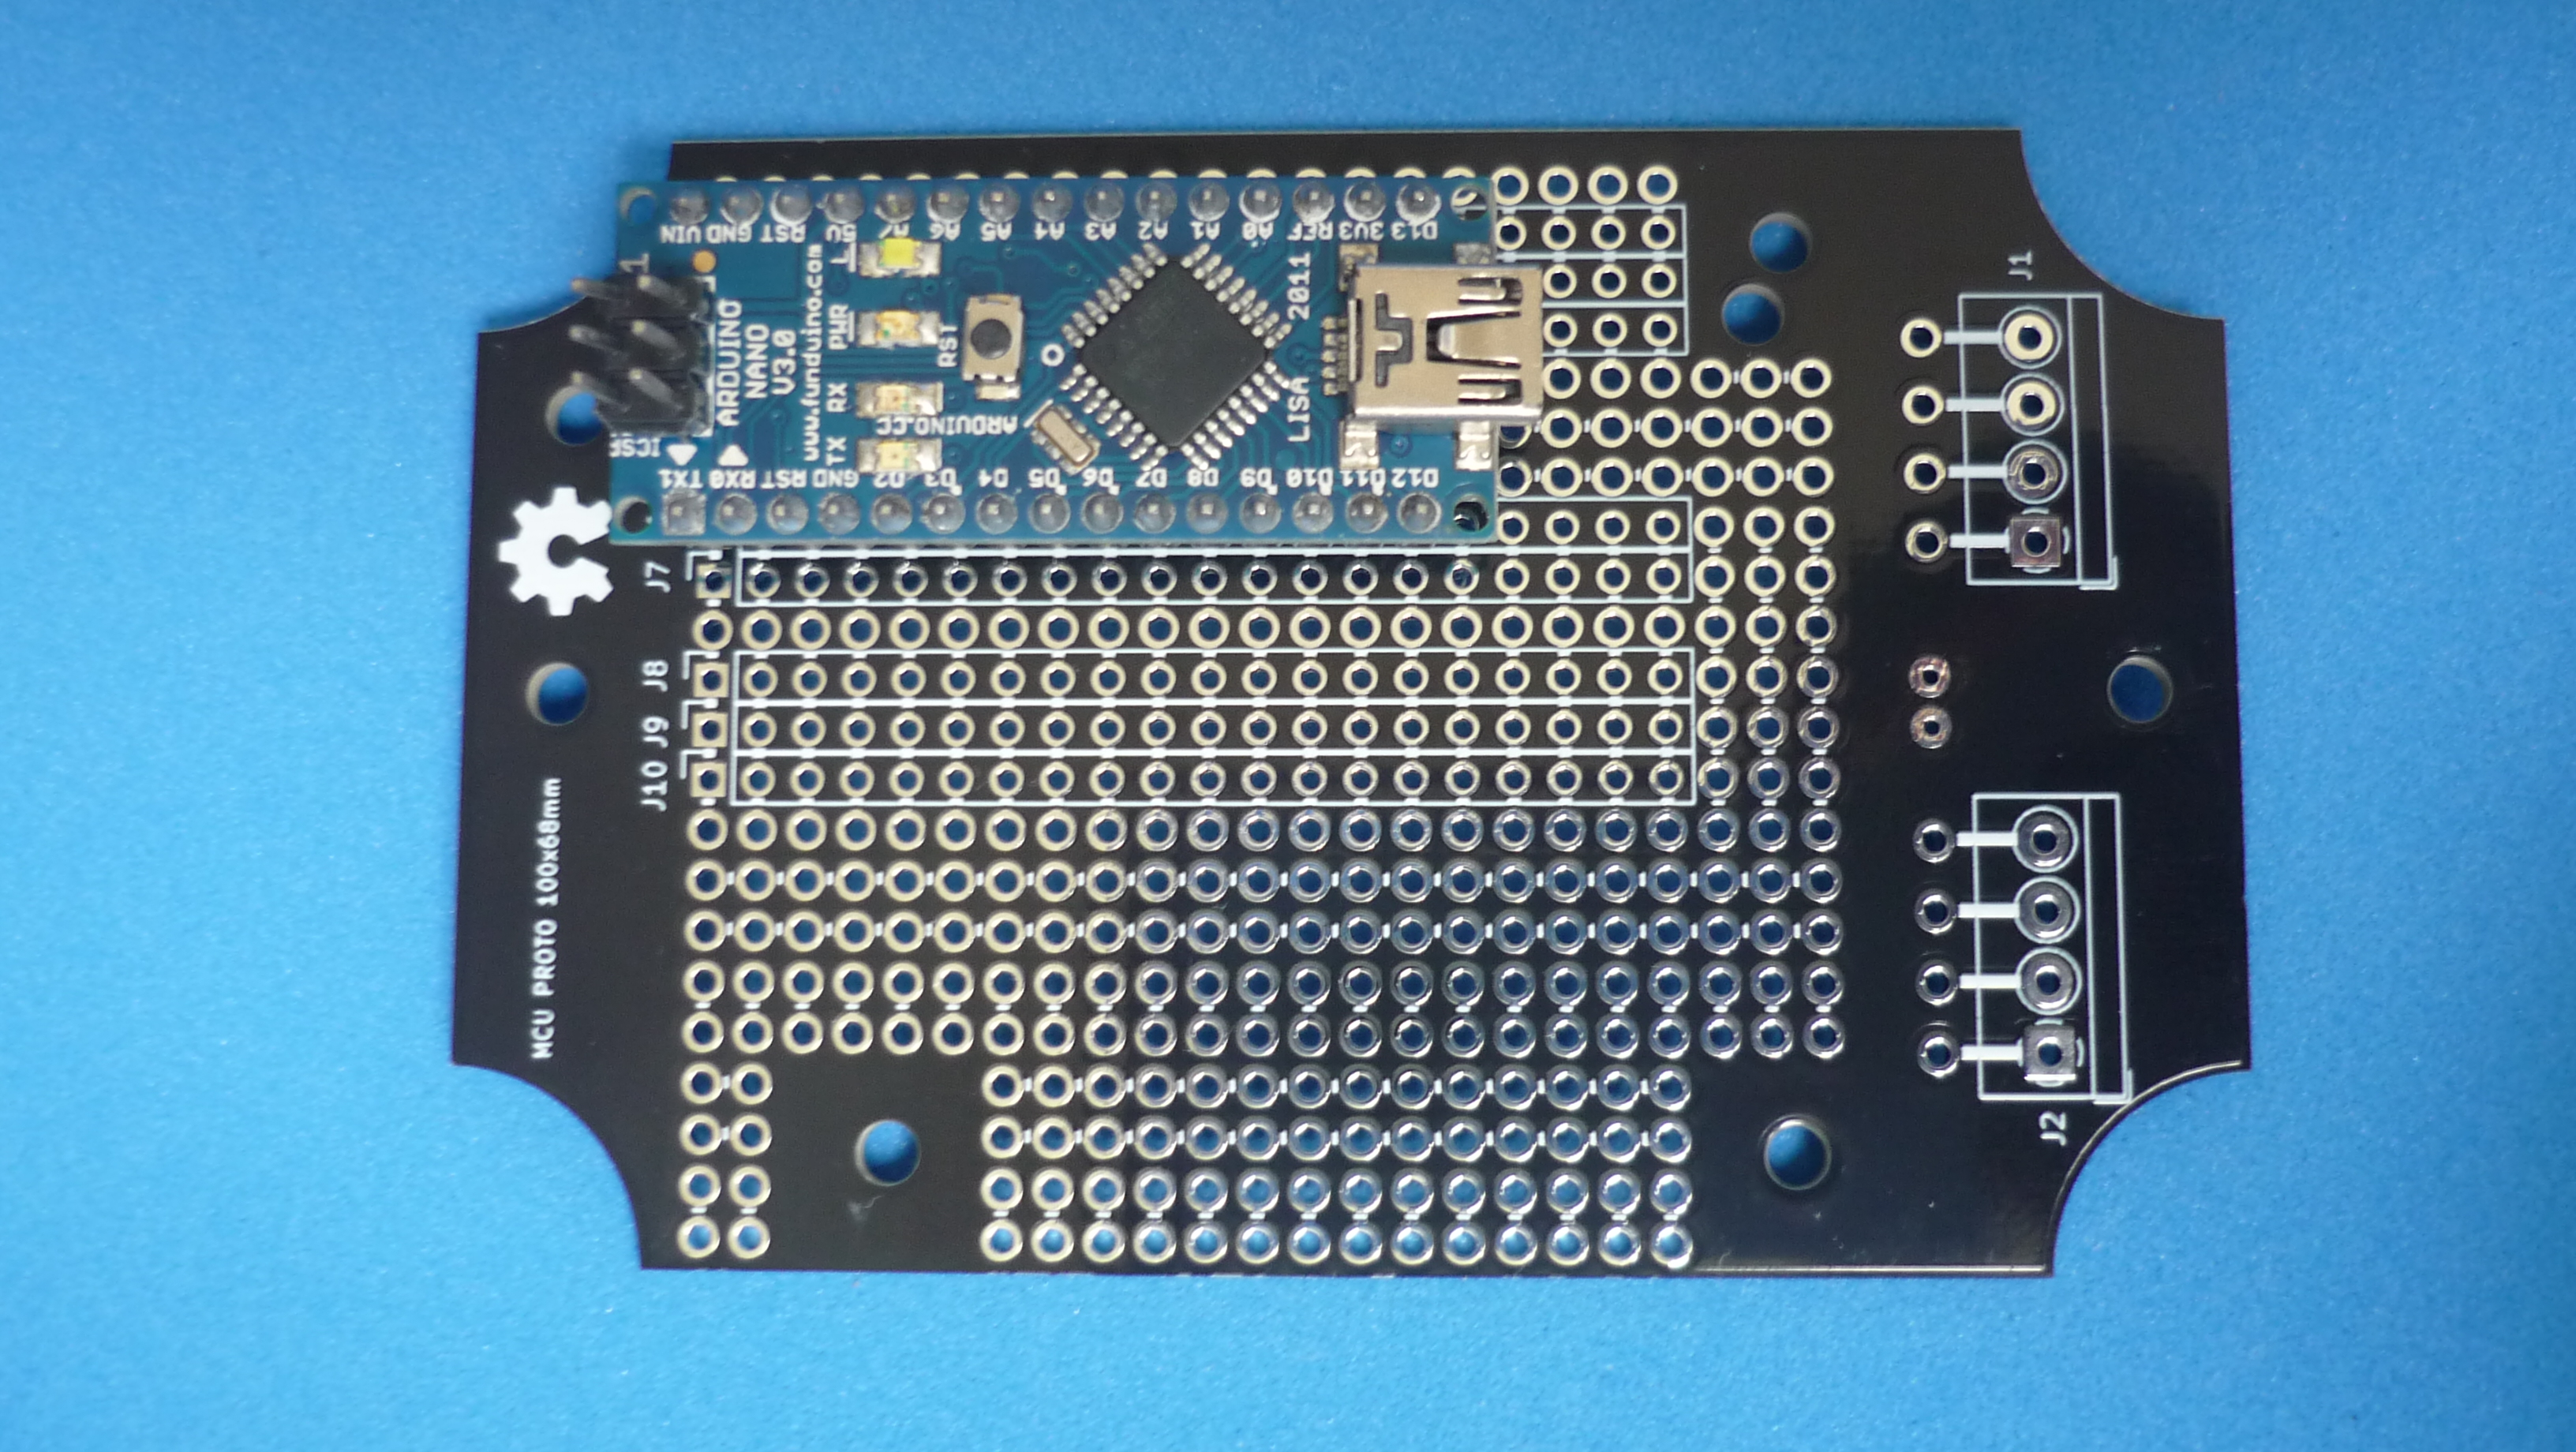 VIN GND RST 5V A7 A6 A5 A4 A3 A2 A1 A0 REF 3V3 D13
1
L
PWR
RX
TX
RST
ARDUINO
NANO
V3.0
www.funduino.com
ARDUINO.CC
LISA 2011
ICSP
TX1 RX0 RST GND D2 D3 D4 D5 D6 D7 D8 D9 D10 D11 D12
J1
J7
J8
J9
J10
MCU PROTO 100x68mm
J2